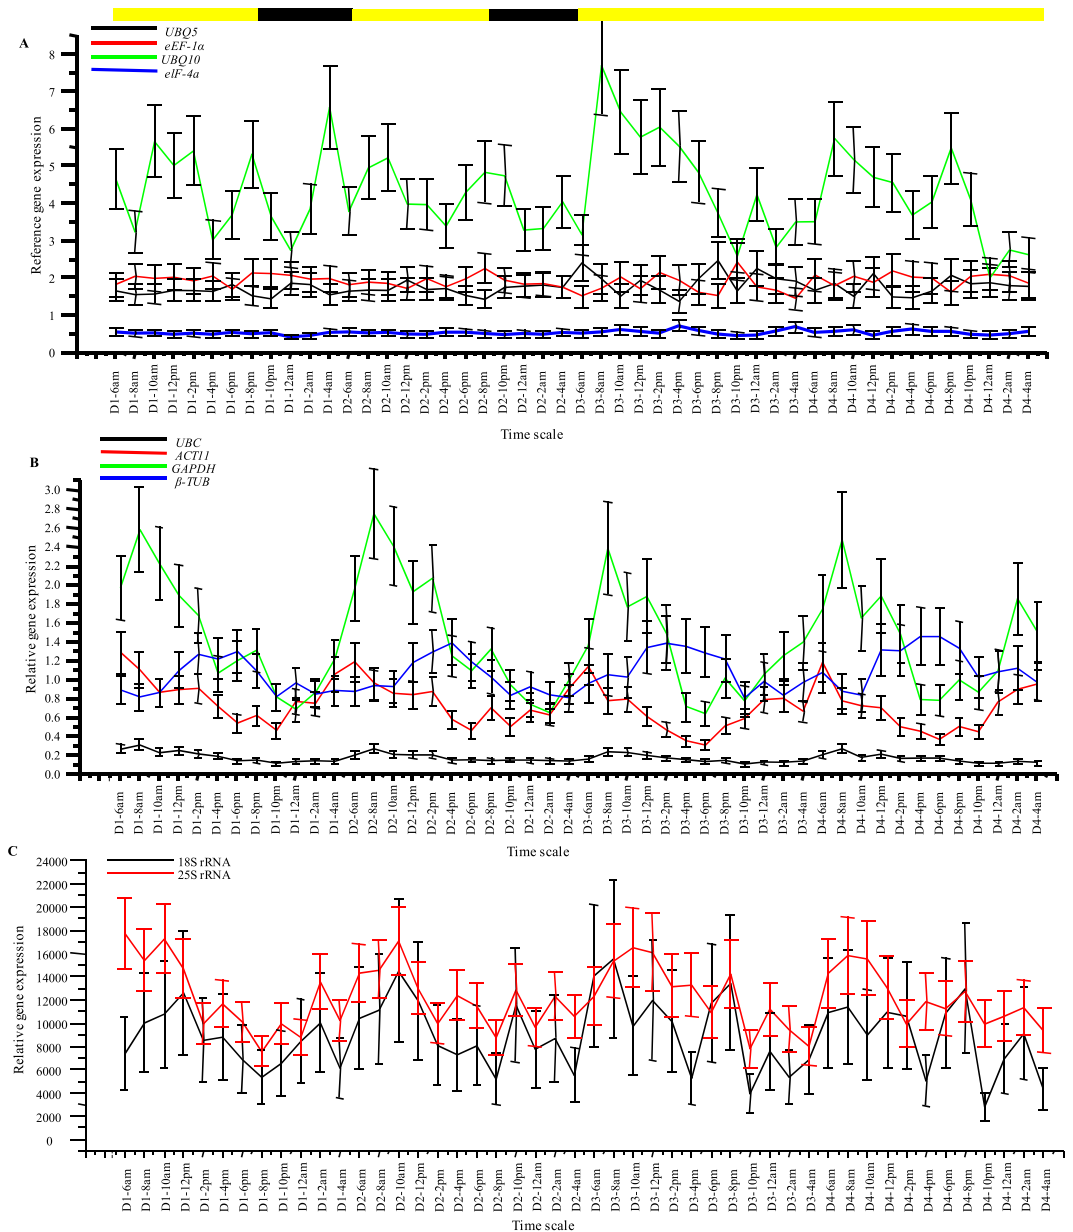 A
UBQ5
eEF-1α
UBQ10
eIF-4a
Reference gene expression
8
7
6
5
4
3
2
1
0
D1-6am
D1-8am
D1-10am
D1-12pm
D1-2pm
D1-4pm
D1-6pm
D1-8pm
D1-10pm
D1-12am
D1-2am
D1-4am
D2-6am
D2-8am
D2-10am
D2-12pm
D2-2pm
D2-4pm
D2-6pm
D2-8pm
D2-10pm
D2-12am
D2-2am
D2-4am
D3-6am
D3-8am
D3-10am
D3-12pm
D3-2pm
D3-4pm
D3-6pm
D3-8pm
D3-10pm
D3-12am
D3-2am
D3-4am
D4-6am
D4-8am
D4-10am
D4-12pm
D4-2pm
D4-4pm
D4-6pm
D4-8pm
D4-10pm
D4-12am
D4-2am
D4-4am
Time scale
B
UBC
ACT11
GAPDH
β-TUB
Relative gene expression
3.0
2.8
2.6
2.4
2.2
2.0
1.8
1.6
1.4
1.2
1.0
0.8
0.6
0.4
0.2
0.0
D1-6am
D1-8am
D1-10am
D1-12pm
D1-2pm
D1-4pm
D1-6pm
D1-8pm
D1-10pm
D1-12am
D1-2am
D1-4am
D2-6am
D2-8am
D2-10am
D2-12pm
D2-2pm
D2-4pm
D2-6pm
D2-8pm
D2-10pm
D2-12am
D2-2am
D2-4am
D3-6am
D3-8am
D3-10am
D3-12pm
D3-2pm
D3-4pm
D3-6pm
D3-8pm
D3-10pm
D3-12am
D3-2am
D3-4am
D4-6am
D4-8am
D4-10am
D4-12pm
D4-2pm
D4-4pm
D4-6pm
D4-8pm
D4-10pm
D4-12am
D4-2am
D4-4am
Time scale
C
18S rRNA
25S rRNA
Relative gene expression
24000
22000
20000
18000
16000
14000
12000
10000
8000
6000
4000
2000
0
D1-6am
D1-8am
D1-10am
D1-12pm
D1-2pm
D1-4pm
D1-6pm
D1-8pm
D1-10pm
D1-12am
D1-2am
D1-4am
D2-6am
D2-8am
D2-10am
D2-12pm
D2-2pm
D2-4pm
D2-6pm
D2-8pm
D2-10pm
D2-12am
D2-2am
D2-4am
D3-6am
D3-8am
D3-10am
D3-12pm
D3-2pm
D3-4pm
D3-6pm
D3-8pm
D3-10pm
D3-12am
D3-2am
D3-4am
D4-6am
D4-8am
D4-10am
D4-12pm
D4-2pm
D4-4pm
D4-6pm
D4-8pm
D4-10pm
D4-12am
D4-2am
D4-4am
Time scale